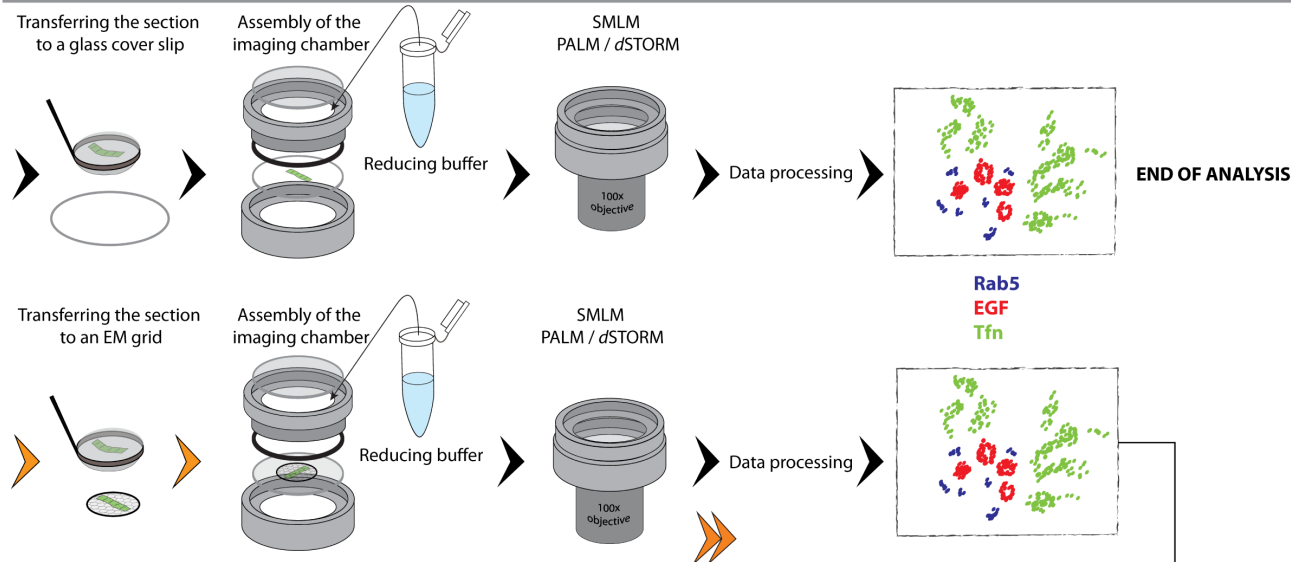 Transferring the section
to a glass cover slip
Assembly of the
imaging chamber
Reducing buffer
SMLM
PALM / dSTORM
100x
objective
Data processing
END OF ANALYSIS
Rab5
EGF
Tfn
Transferring the section
to an EM grid
Assembly of the
imaging chamber
Reducing buffer
SMLM
PALM / dSTORM
100x
objective
Data processing